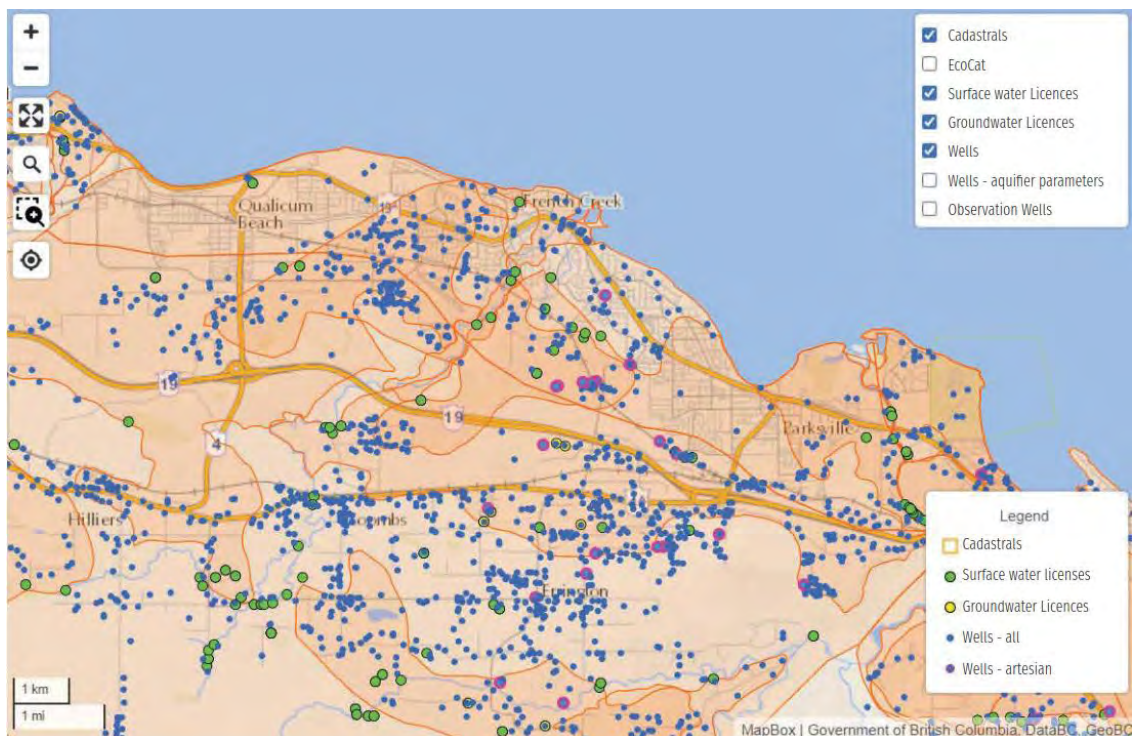 +
−
Cadastrals
EcoCat
Surface water Licences
Groundwater Licences
Wells
Wells - aquifier parameters
Observation Wells
Qualicum
Beach
French Creek
19
19
4
Parksville
Hilliers
Coombs
Errington
Legend
Cadastrals
Surface water licenses
Groundwater Licences
Wells - all
Wells - artesian
1 km
1 mi
MapBox | Government of British Columbia, DataBC, GeoBC